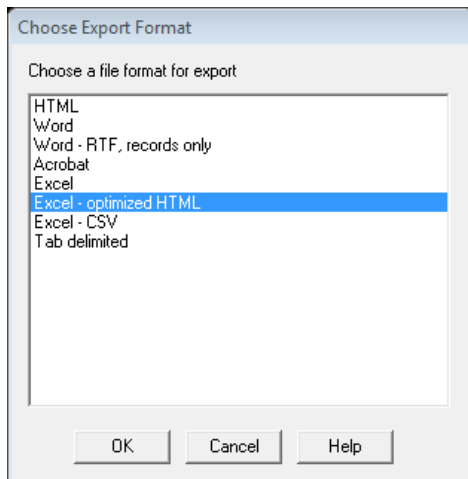 Choose Export Format
Choose a file format for export
HTML
Word
Word - RTF, records only
Acrobat
Excel
Excel - optimized HTML
Excel - CSV
Tab delimited
OK
Cancel
Help